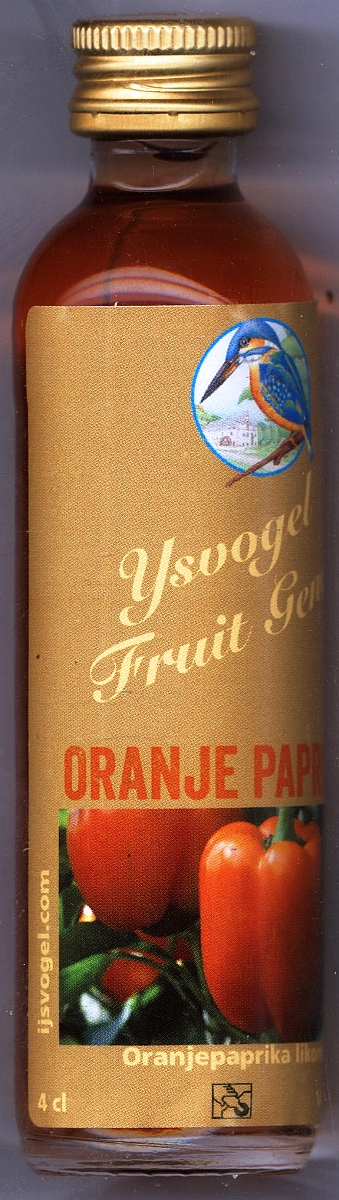 Ysvogel
Fruit Gen
ORANJE PAPR
ijsvogel.com
Oranjepaprika likor
4 cl